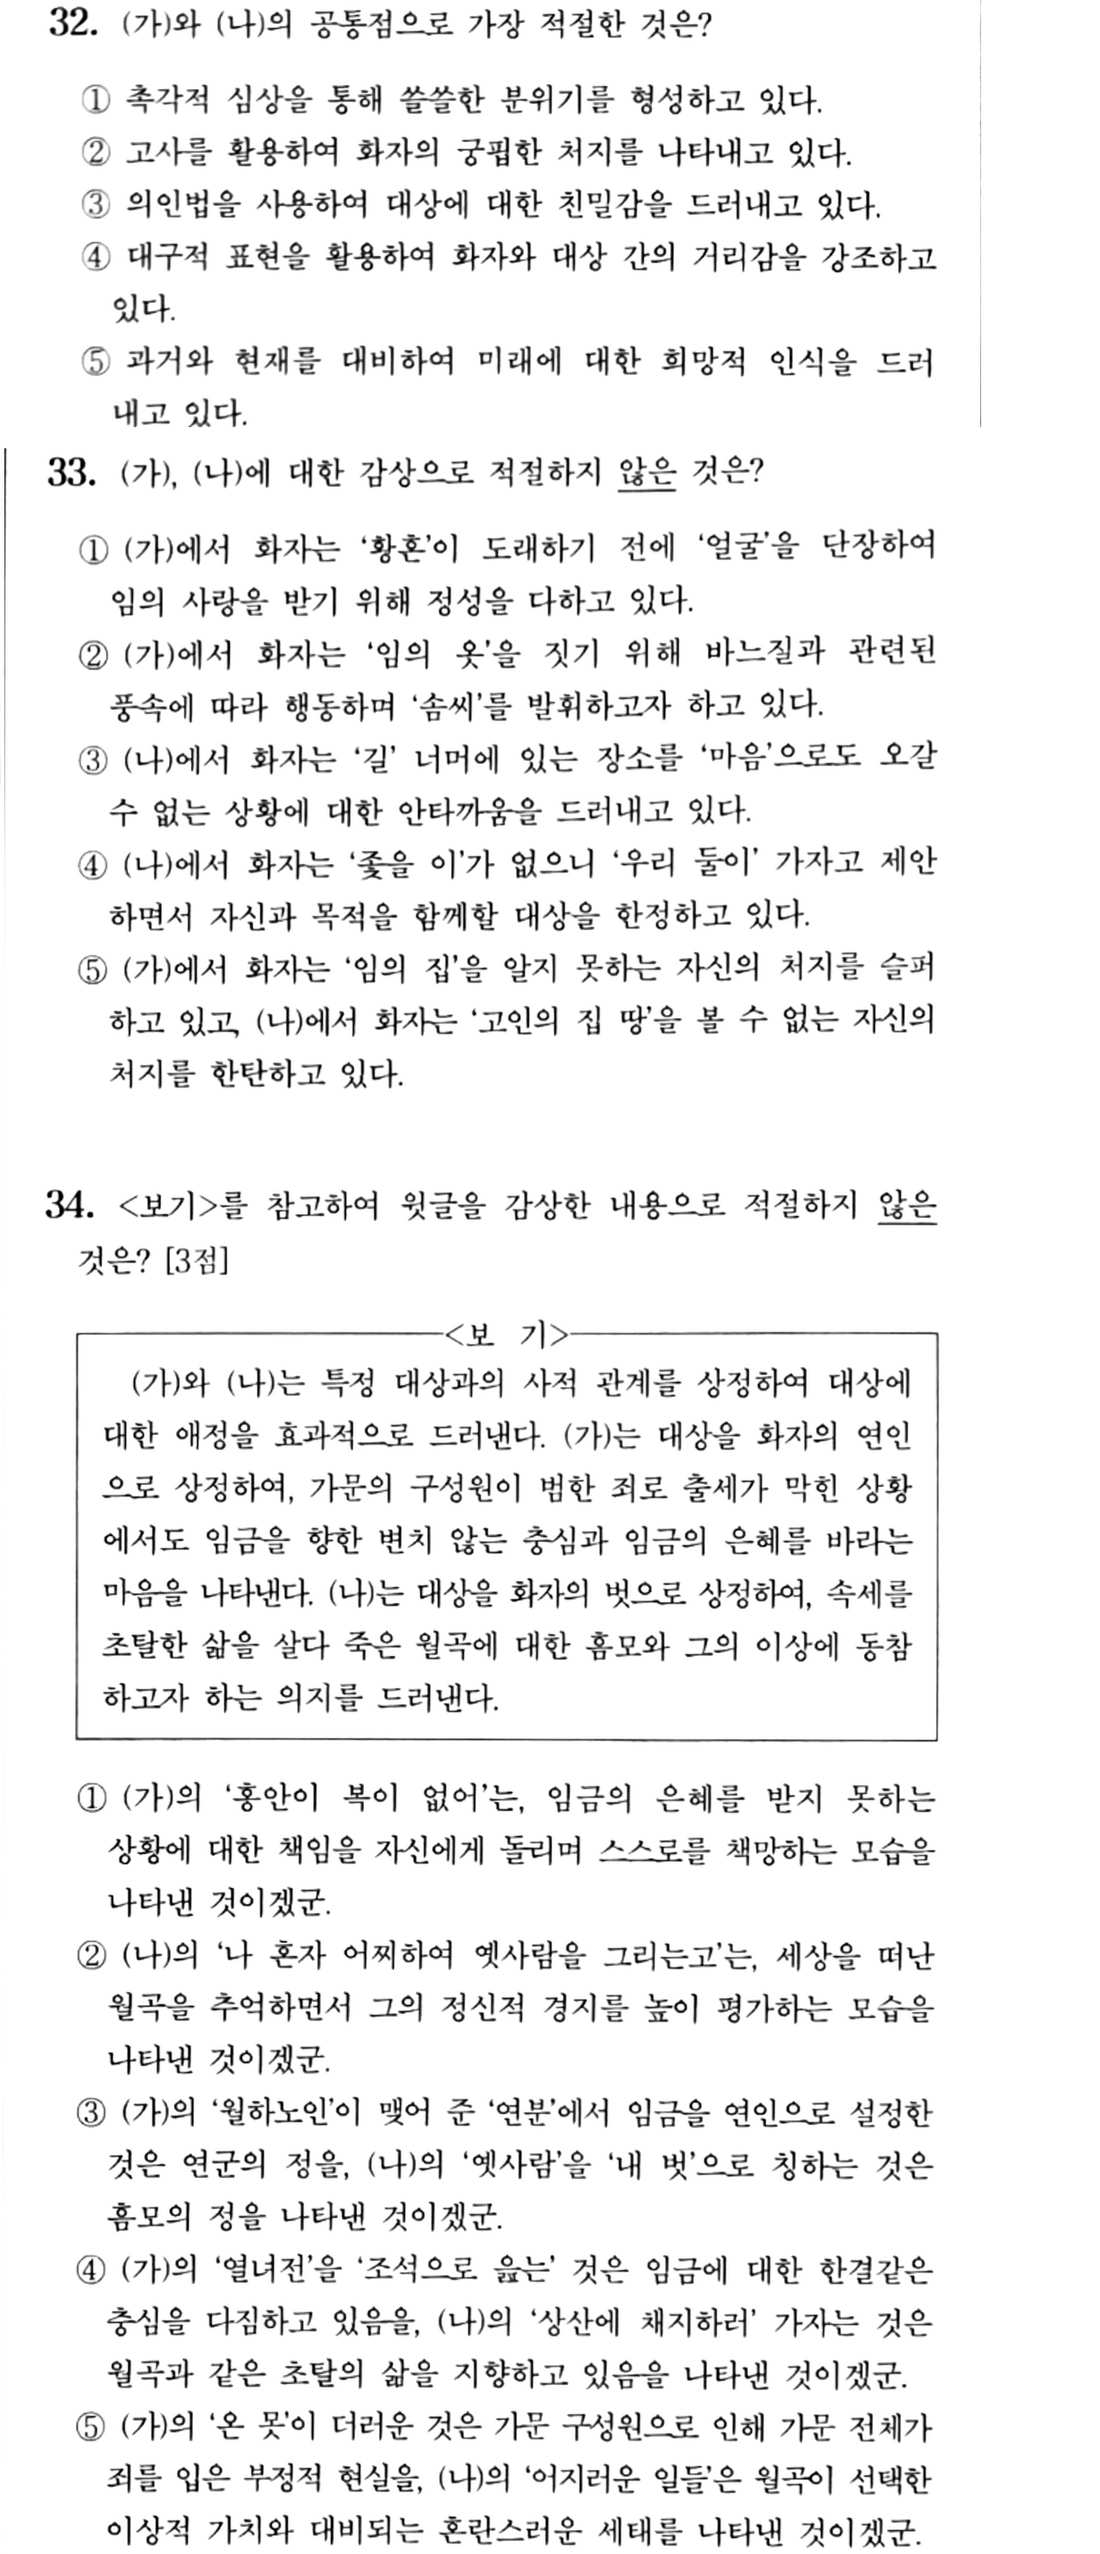 32. (가)와 (나)의 공통점으로 가장 적절한 것은?
① 촉각적 심상을 통해 쓸쓸한 분위기를 형성하고 있다.
② 고사를 활용하여 화자의 궁핍한 처지를 나타내고 있다.
③ 의인법을 사용하여 대상에 대한 친밀감을 드러내고 있다.
④ 대구적 표현을 활용하여 화자와 대상 간의 거리감을 강조하고
있다.
⑤ 과거와 현재를 대비하여 미래에 대한 희망적 인식을 드러
내고 있다.
33. (가), (나)에 대한 감상으로 적절하지 않은 것은?
① (가)에서 화자는 ‘황혼’이 도래하기 전에 ‘얼굴’을 단장하여
임의 사랑을 받기 위해 정성을 다하고 있다.
② (가)에서 화자는 ‘임의 옷’을 짓기 위해 바느질과 관련된
풍속에 따라 행동하며 ‘솜씨’를 발휘하고자 하고 있다.
③ (나)에서 화자는 ‘길’ 너머에 있는 장소를 ‘마음’으로도 오갈
수 없는 상황에 대한 안타까움을 드러내고 있다.
④ (나)에서 화자는 ‘좇을 이’가 없으니 ‘우리 둘이’ 가자고 제안
하면서 자신과 목적을 함께할 대상을 한정하고 있다.
⑤ (가)에서 화자는 ‘임의 집’을 알지 못하는 자신의 처지를 슬퍼
하고 있고, (나)에서 화자는 ‘고인의 집 땅’을 볼 수 없는 자신의
처지를 한탄하고 있다.
34. <보기>를 참고하여 윗글을 감상한 내용으로 적절하지 않은
것은? [3점]
<보 기>
(가)와 (나)는 특정 대상과의 사적 관계를 상정하여 대상에
대한 애정을 효과적으로 드러낸다. (가)는 대상을 화자의 연인
으로 상정하여, 가문의 구성원이 범한 죄로 출세가 막힌 상황
에서도 임금을 향한 변치 않는 충심과 임금의 은혜를 바라는
마음을 나타낸다. (나)는 대상을 화자의 벗으로 상정하여, 속세를
초탈한 삶을 살다 죽은 월곡에 대한 흠모와 그의 이상에 동참
하고자 하는 의지를 드러낸다.
① (가)의 ‘홍안이 복이 없어’는, 임금의 은혜를 받지 못하는
상황에 대한 책임을 자신에게 돌리며 스스로를 책망하는 모습을
나타낸 것이겠군.
② (나)의 ‘나 혼자 어찌하여 옛사람을 그리는고’는, 세상을 떠난
월곡을 추억하면서 그의 정신적 경지를 높이 평가하는 모습을
나타낸 것이겠군.
③ (가)의 ‘월하노인’이 맺어 준 ‘연분’에서 임금을 연인으로 설정한
것은 연군의 정을, (나)의 ‘옛사람’을 ‘내 벗’으로 칭하는 것은
흠모의 정을 나타낸 것이겠군.
④ (가)의 ‘열녀전’을 ‘조석으로 읊는’ 것은 임금에 대한 한결같은
충심을 다짐하고 있음을, (나)의 ‘상산에 채지하러’ 가자는 것은
월곡과 같은 초탈의 삶을 지향하고 있음을 나타낸 것이겠군.
⑤ (가)의 ‘온 못’이 더러운 것은 가문 구성원으로 인해 가문 전체가
죄를 입은 부정적 현실을, (나)의 ‘어지러운 일들’은 월곡이 선택한
이상적 가치와 대비되는 혼란스러운 세태를 나타낸 것이겠군.